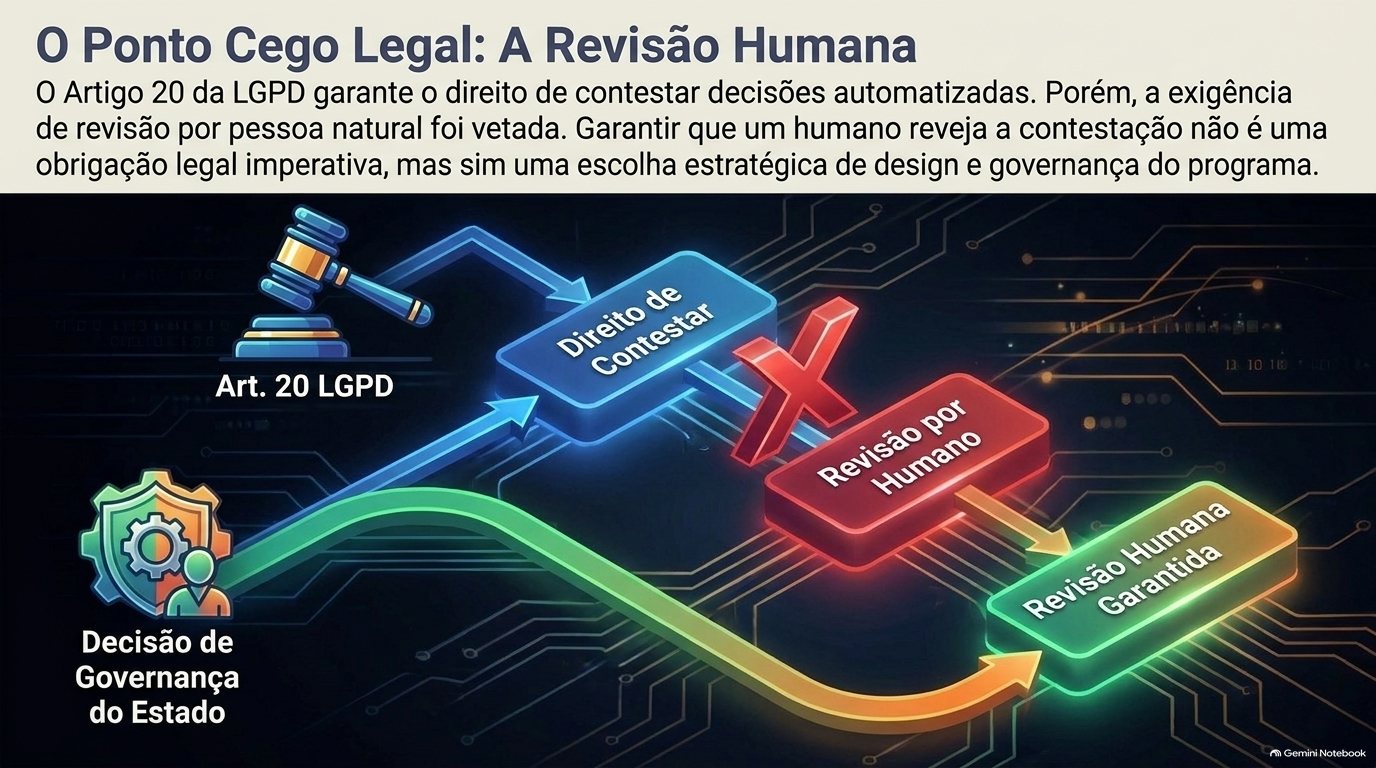 O Ponto Cego Legal: A Revisão Humana
O Artigo 20 da LGPD garante o direito de contestar decisões automatizadas. Porém, a exigência
de revisão por pessoa natural foi vetada. Garantir que um humano reveja a contestação não é uma
obrigação legal imperativa, mas sim uma escolha estratégica de design e governança do programa.
Art. 20 LGPD
Direito de
Contestar
Revisão por
Humano
Revisão Humana
Garantida
Decisão de
Governança
do Estado
Gemini Notebook